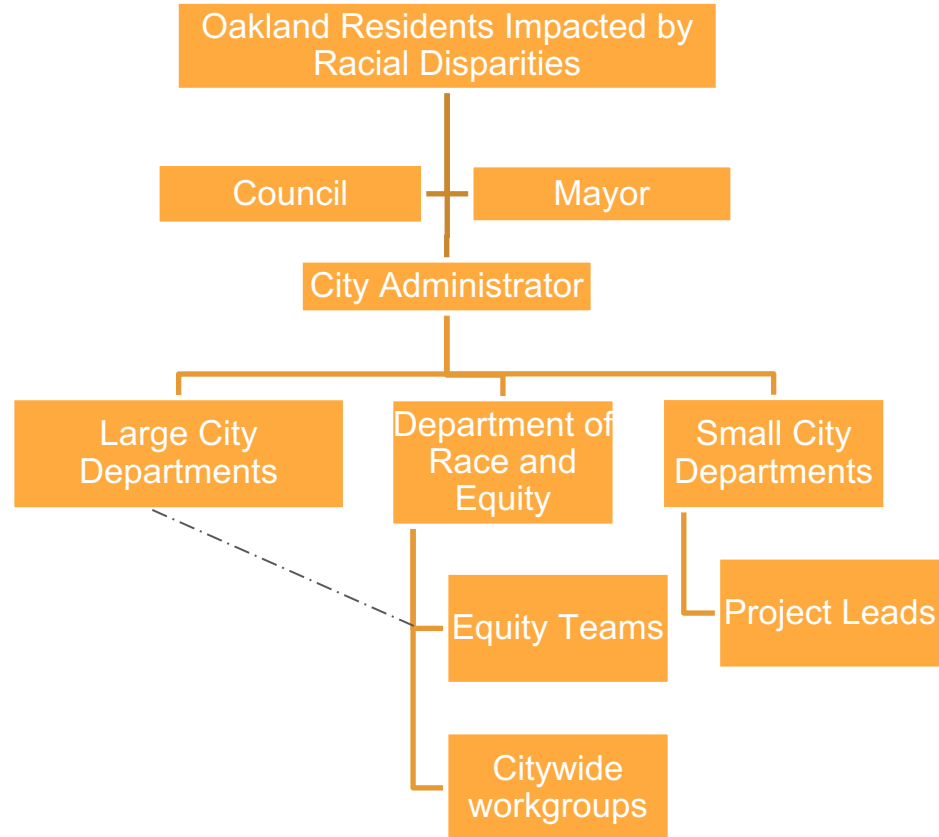 Oakland Residents Impacted by
Racial Disparities
Council
Mayor
City Administrator
Large City
Departments
Department of
Race and
Equity
Small City
Departments
Equity Teams
Project Leads
Citywide
workgroups